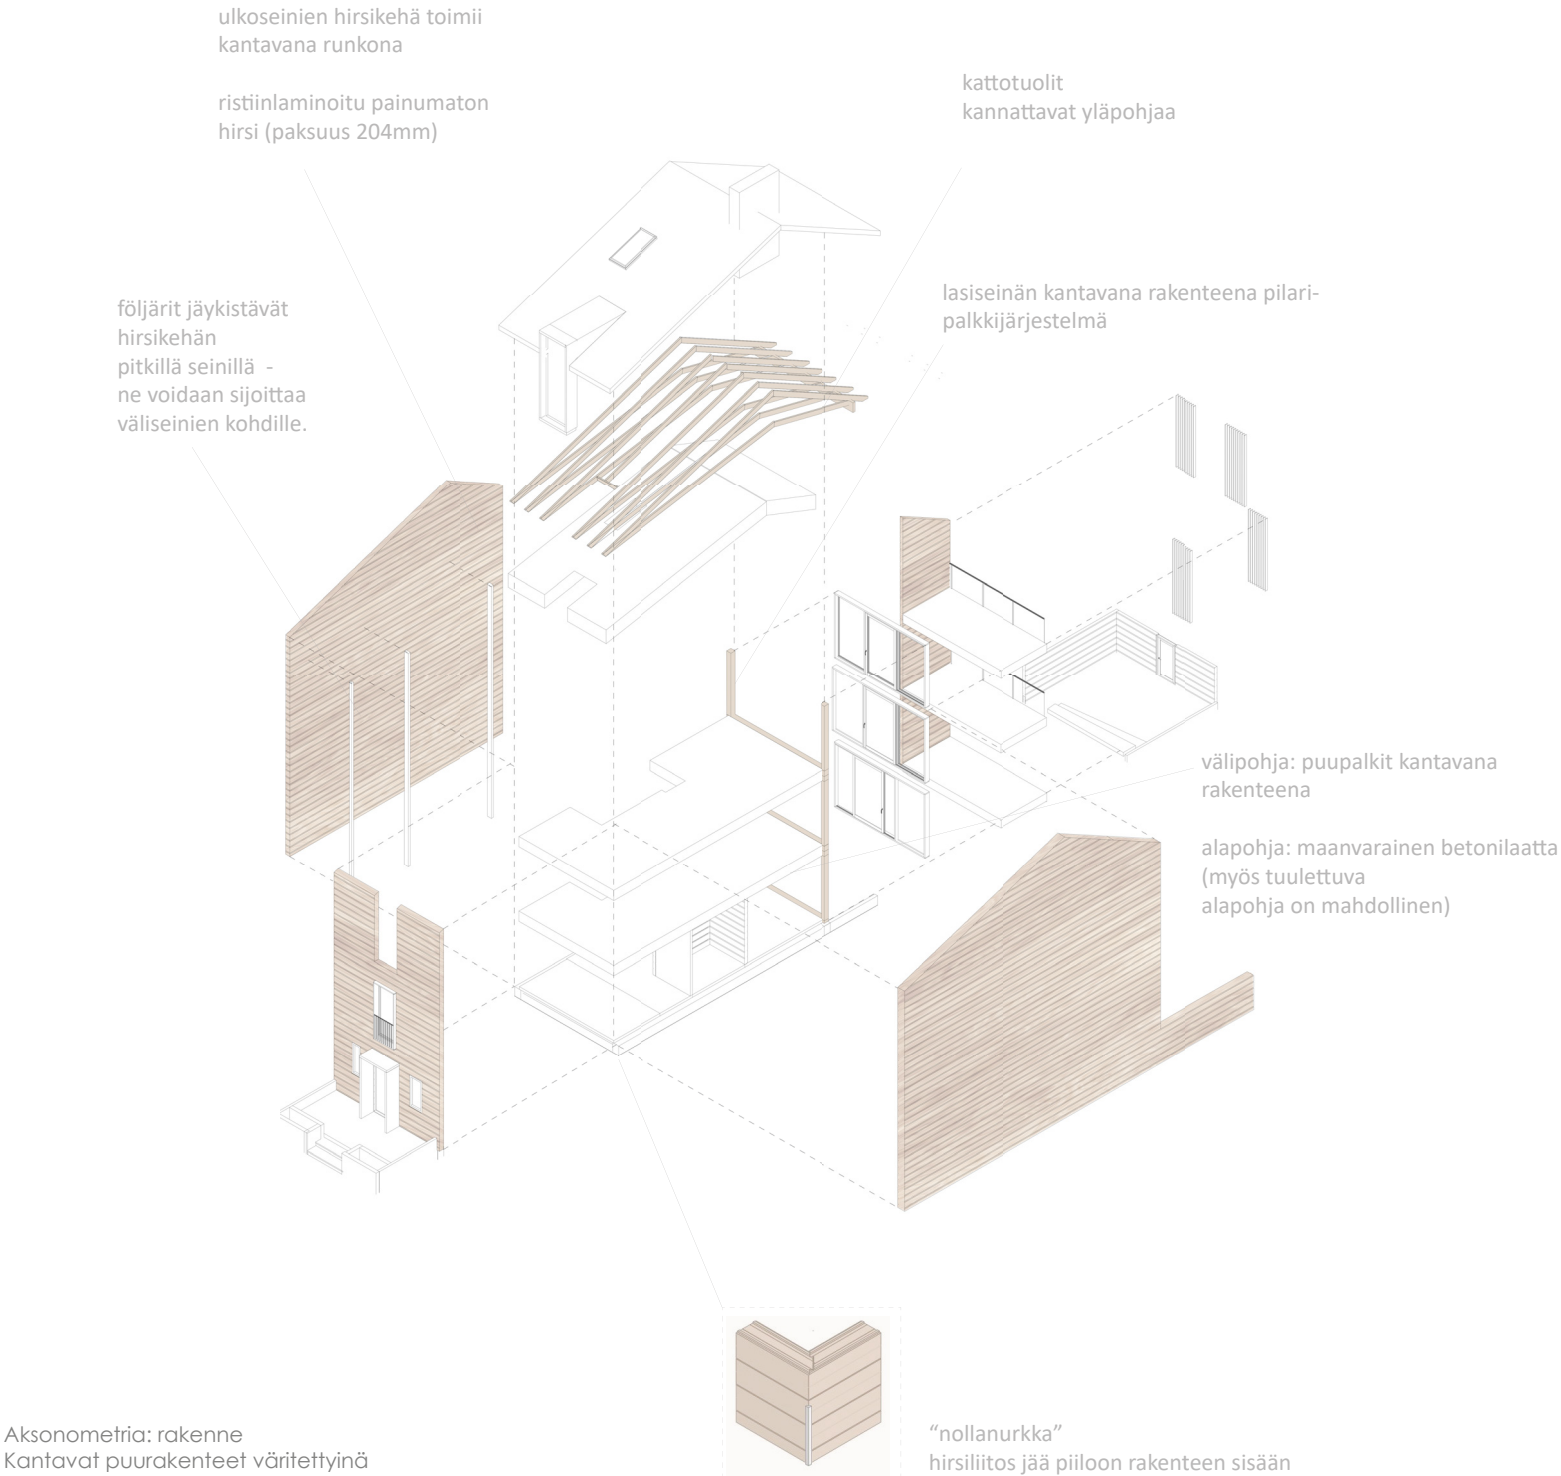 ulkoseinien hirsikehä toimii
kantavana runkona
ristiinlaminoitu painumaton
hirsi (paksuus 204mm)
kattotuolit
kannattavat yläpohjaa
följärit jäykistävät
hirsikehän
pitkillä seinillä -
ne voidaan sijoittaa
väliseinien kohdille.
lasiseinän kantavana rakenteena pilari-
palkkijärjestelmä
välipohja: puupalkit kantavana
rakenteena
alapohja: maanvarainen betonilaatta
(myös tuulettuva
alapohja on mahdollinen)
Aksonometria: rakenne
Kantavat puurakenteet väritettyinä
“nollanurkka”
hirsiliitos jää piiloon rakenteen sisään